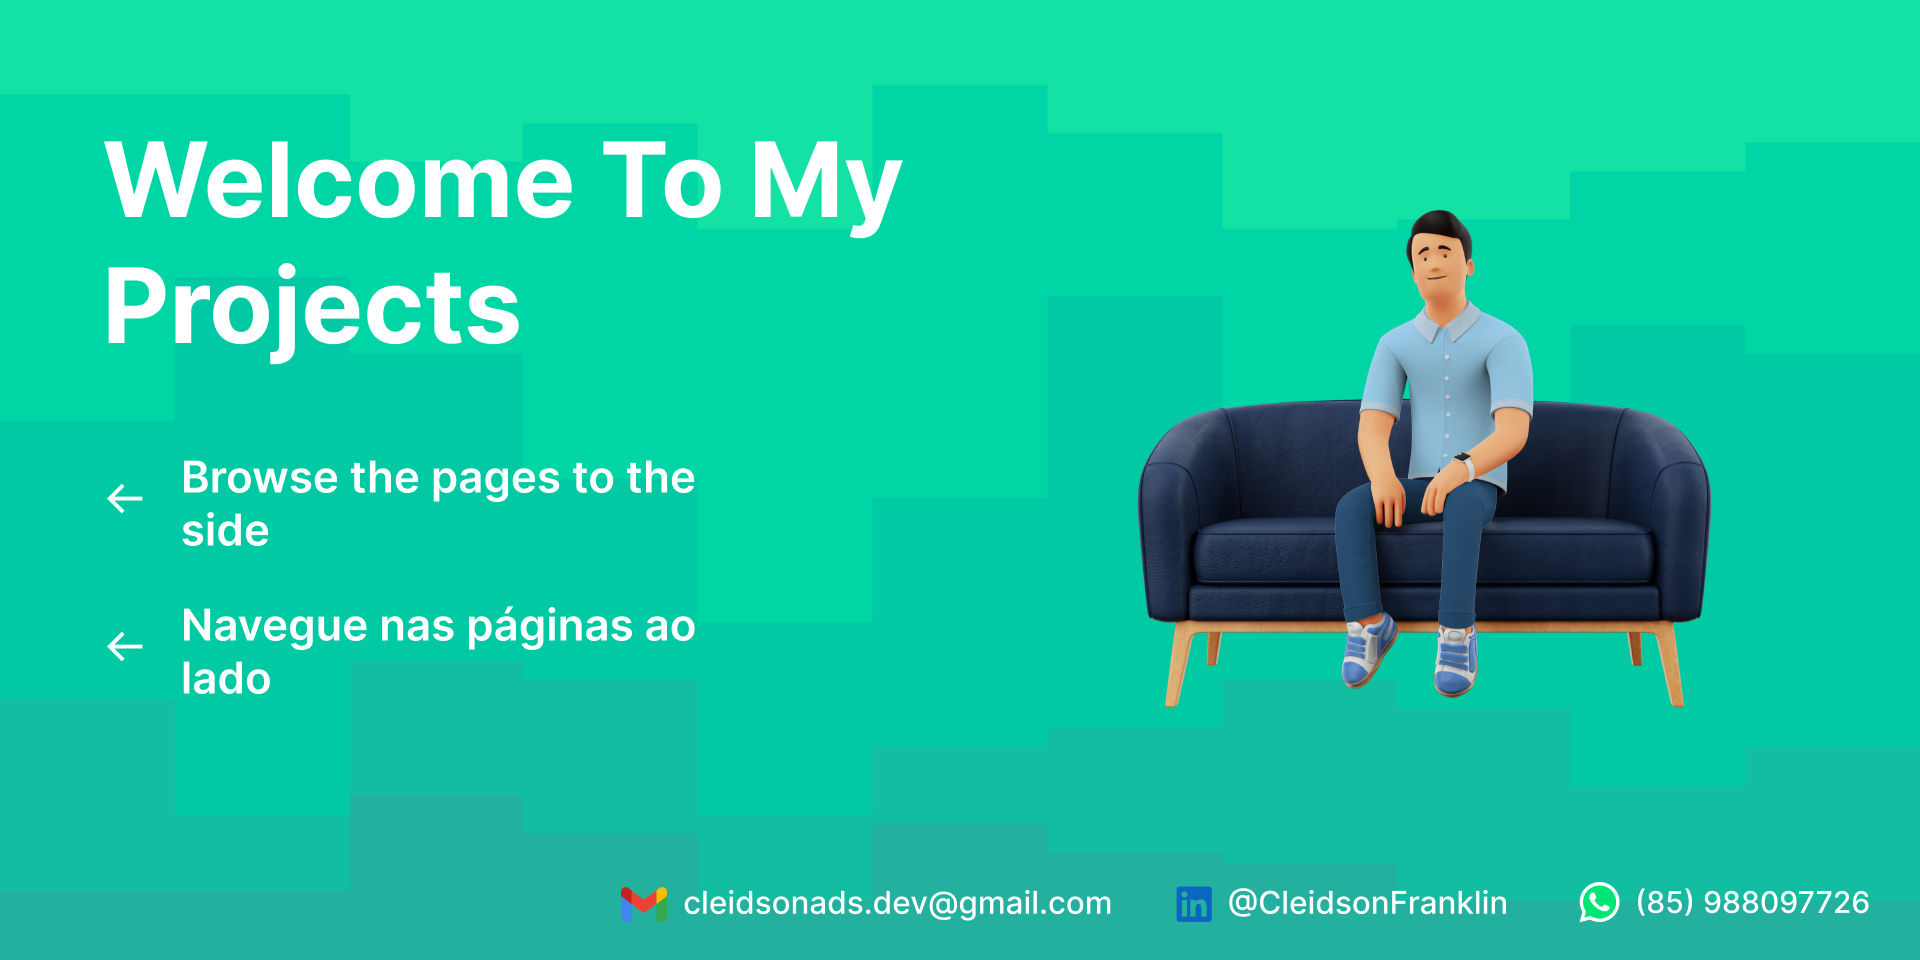 Welcome To My
Projects
← Browse the pages to the
side
← Navegue nas páginas ao
lado
cleidsonads.dev@gmail.com
in @CleidsonFranklin
(85) 988097726